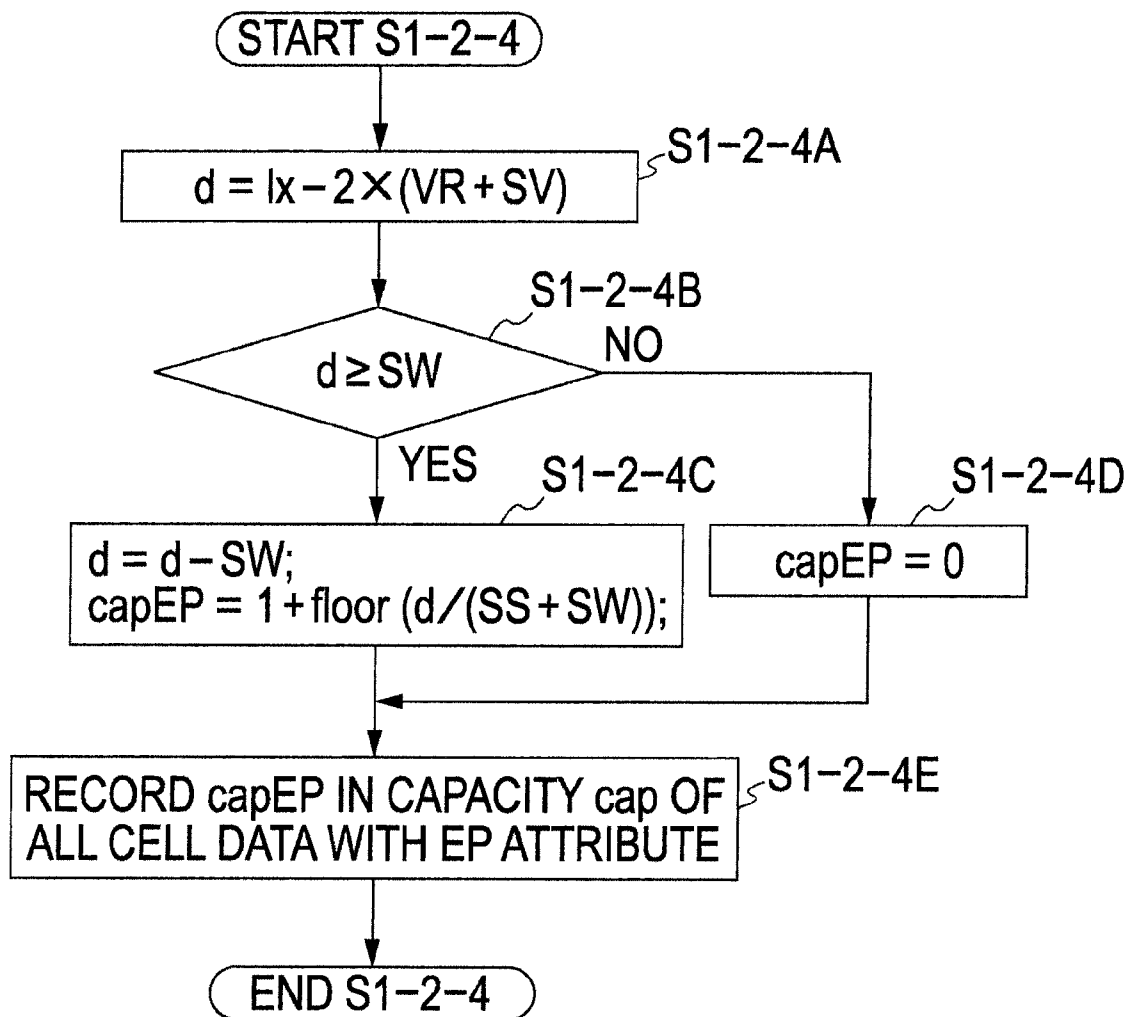 START S1-2-4
S1-2-4A
d = lx - 2 × (VR + SV)
S1-2-4B
d ≥ SW
NO
YES
S1-2-4C
S1-2-4D
d = d - SW;
capEP = 1 + floor (d/(SS + SW));
capEP = 0
S1-2-4E
RECORD capEP IN CAPACITY cap OF
ALL CELL DATA WITH EP ATTRIBUTE
END S1-2-4